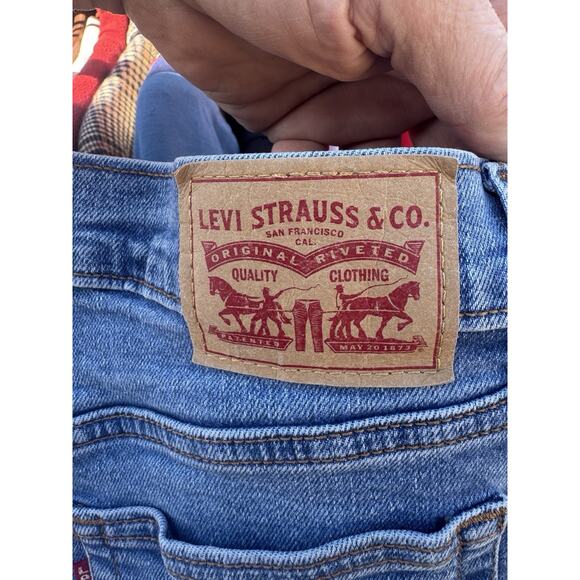 LEVI STRAUSS & CO.
SAN FRANCISCO
CAL.
ORIGINAL RIVETED
QUALITY CLOTHING
PATENTED MAY 20 1873